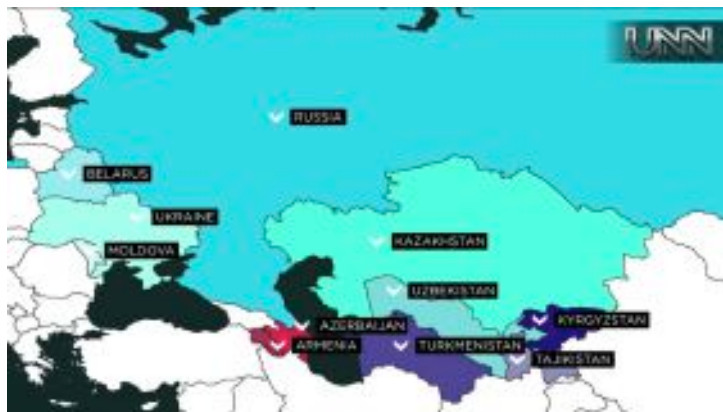 UNN
RUSSIA
BELARUS
UKRAINE
MOLDOVA
KAZAKHSTAN
UZBEKISTAN
KYRGYZSTAN
AZERBAIJAN
ARMENIA
TURKMENISTAN
TAJIKISTAN